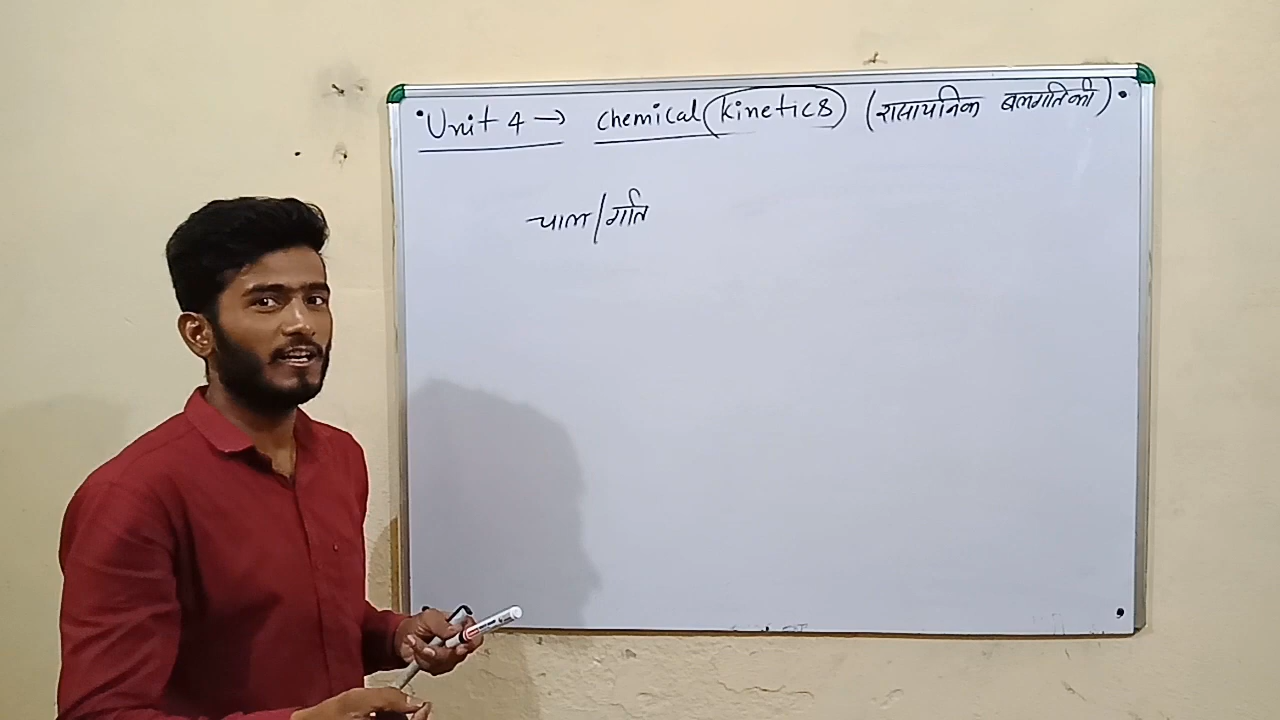 Unit 4 → Chemical kinetics (रासायनिक बलगतिकी)
चाल/गति